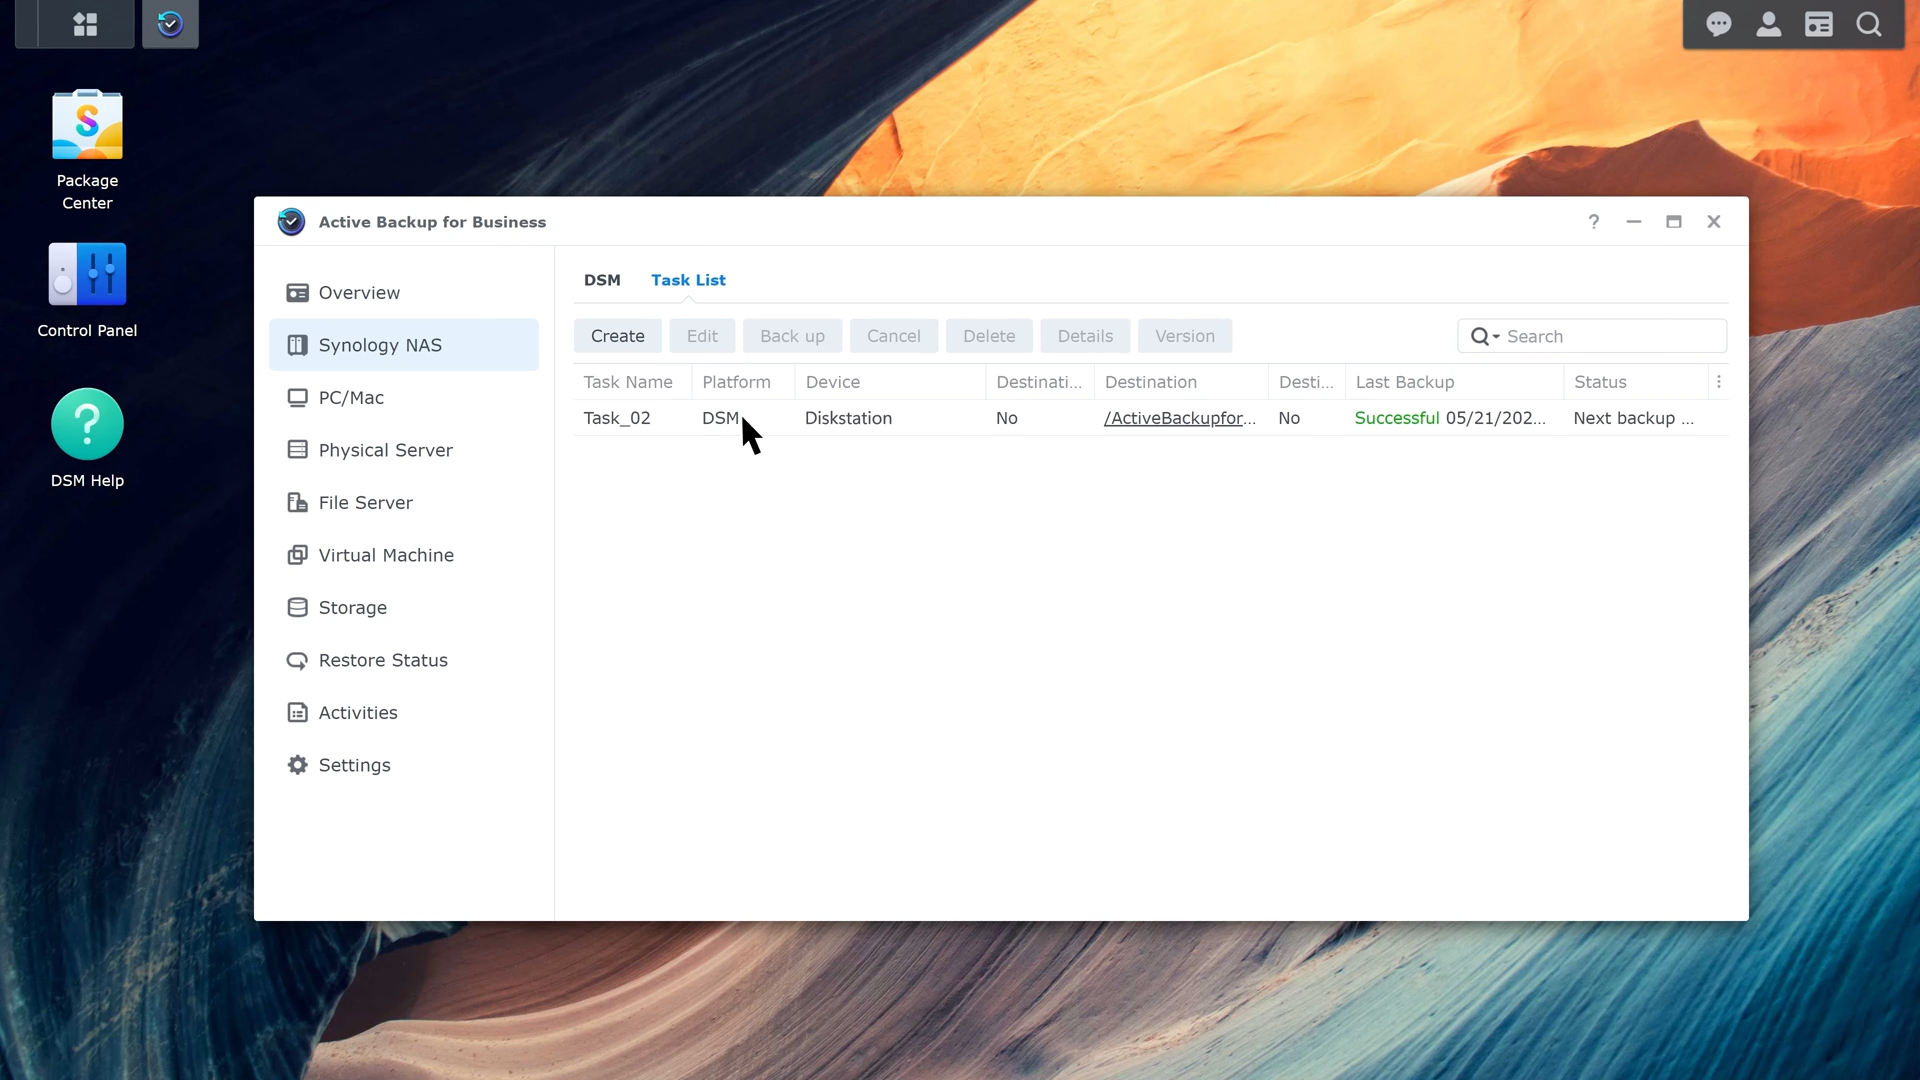 Package
Center
Control Panel
DSM Help
Active Backup for Business
Overview
Synology NAS
PC/Mac
Physical Server
File Server
Virtual Machine
Storage
Restore Status
Activities
Settings
DSM Task List
Create Edit Back up Cancel Delete Details Version Search
Task Name Platform Device Destinati... Destination Desti... Last Backup Status
Task_02 DSM Diskstation No /ActiveBackupfor... No Successful 05/21/202... Next backup ...